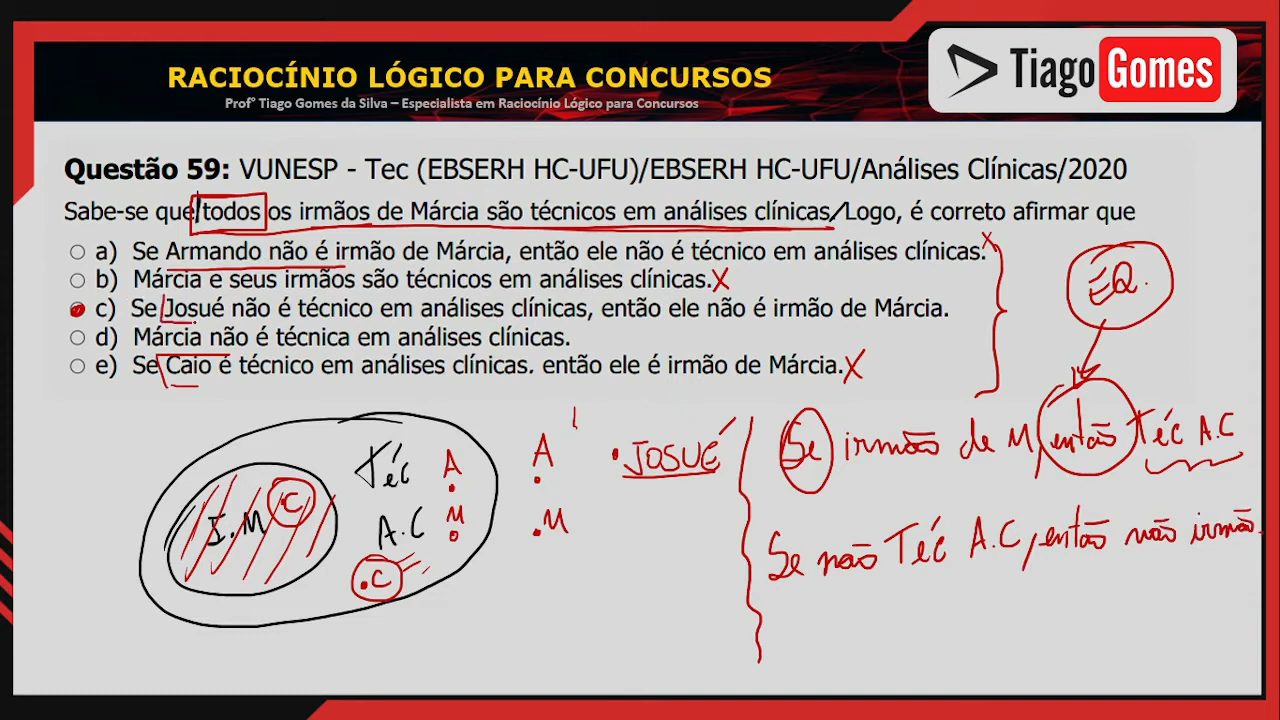 RACIOCÍNIO LÓGICO PARA CONCURSOS
Profº Tiago Gomes da Silva – Especialista em Raciocínio Lógico para Concursos
Tiago Gomes
Questão 59: VUNESP - Tec (EBSERH HC-UFU)/EBSERH HC-UFU/Análises Clínicas/2020
Sabe-se que todos os irmãos de Márcia são técnicos em análises clínicas. Logo, é correto afirmar que
a) Se Armando não é irmão de Márcia, então ele não é técnico em análises clínicas.
b) Márcia e seus irmãos são técnicos em análises clínicas.
c) Se Josué não é técnico em análises clínicas, então ele não é irmão de Márcia.
d) Márcia não é técnica em análises clínicas.
e) Se Caio é técnico em análises clínicas. então ele é irmão de Márcia.
EQ.
Se irmão de M, então Téc A.C
Se não Téc A.C, então não irmão.
Téc A A JOSUÉ
I.M C A.C M M
C